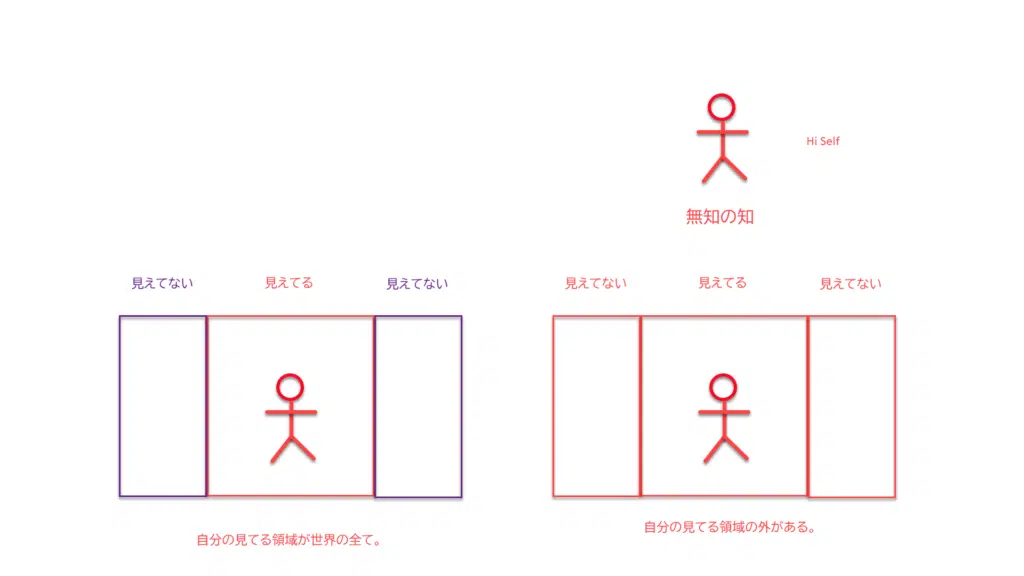 Hi Self
無知の知
見えてない
見えてる
見えてない
見えてない
見えてる
見えてない
自分の見てる領域が世界の全て。
自分の見てる領域の外がある。